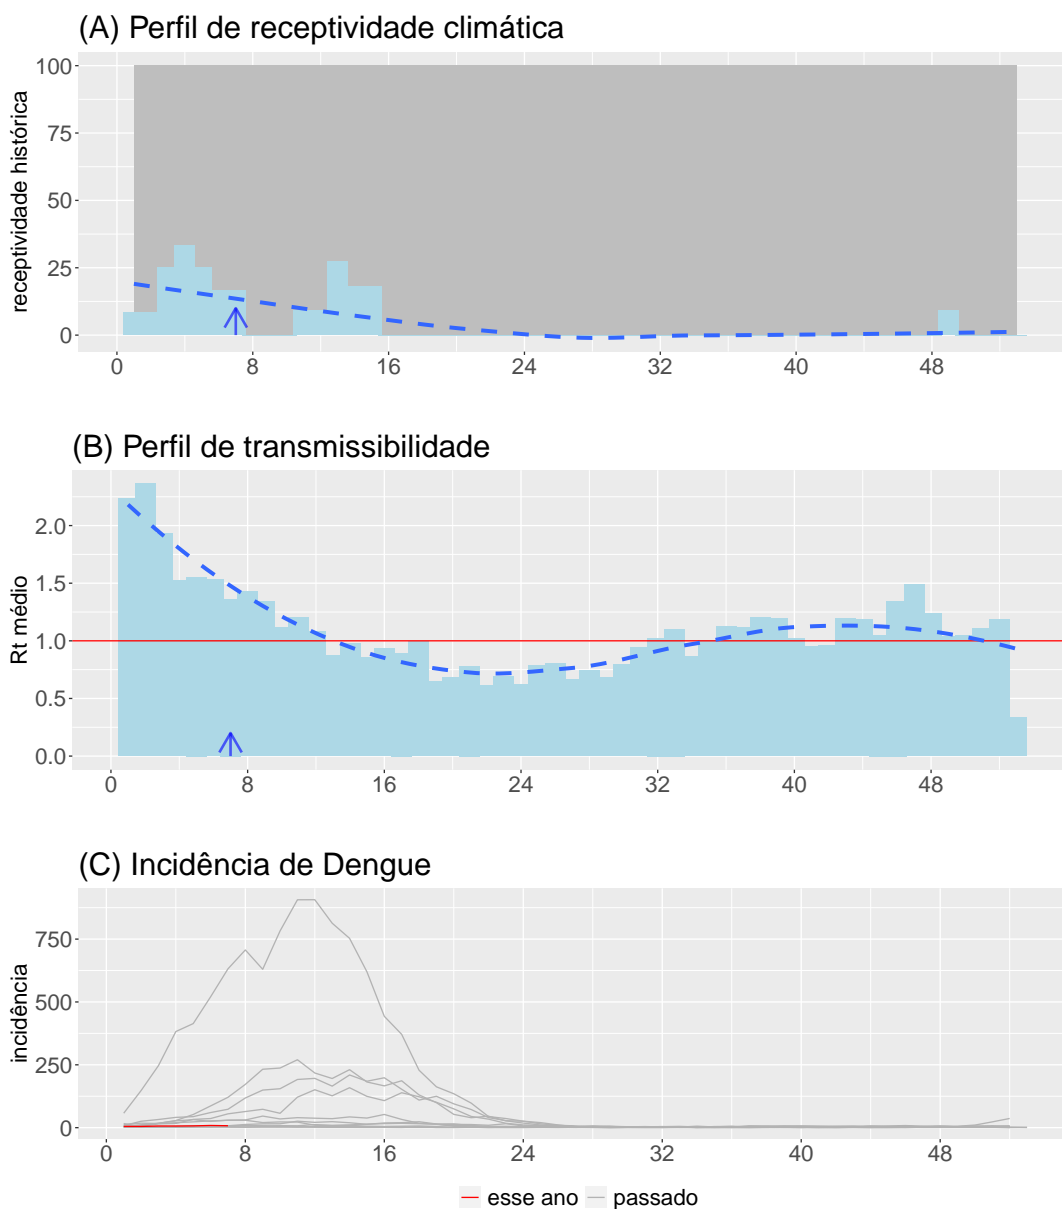 (A) Perfil de receptividade climática
receptividade histórica
100
75
50
25
0
0 8 16 24 32 40 48
(B) Perfil de transmissibilidade
Rt médio
2.0
1.5
1.0
0.5
0.0
0 8 16 24 32 40 48
(C) Incidência de Dengue
incidência
750
500
250
0
0 8 16 24 32 40 48
esse ano passado